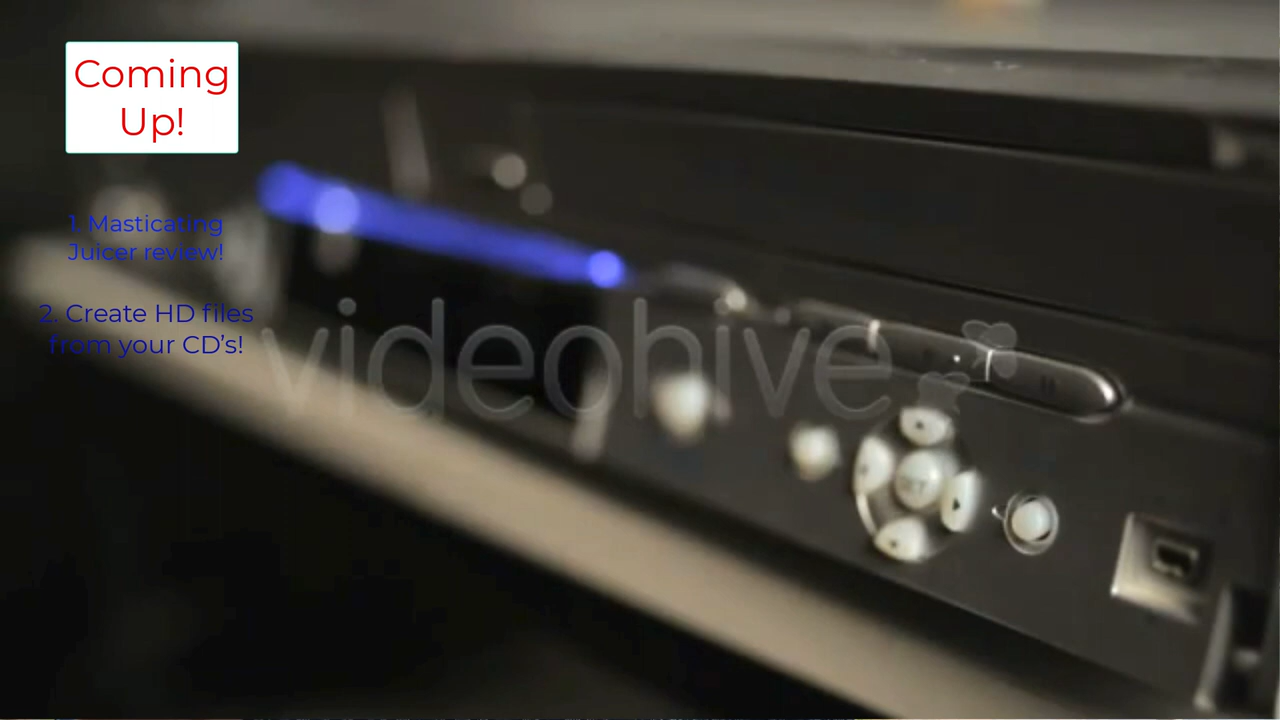 Coming
Up!
1. Masticating
Juicer review!
2. Create HD files
from your CD's!
videohive